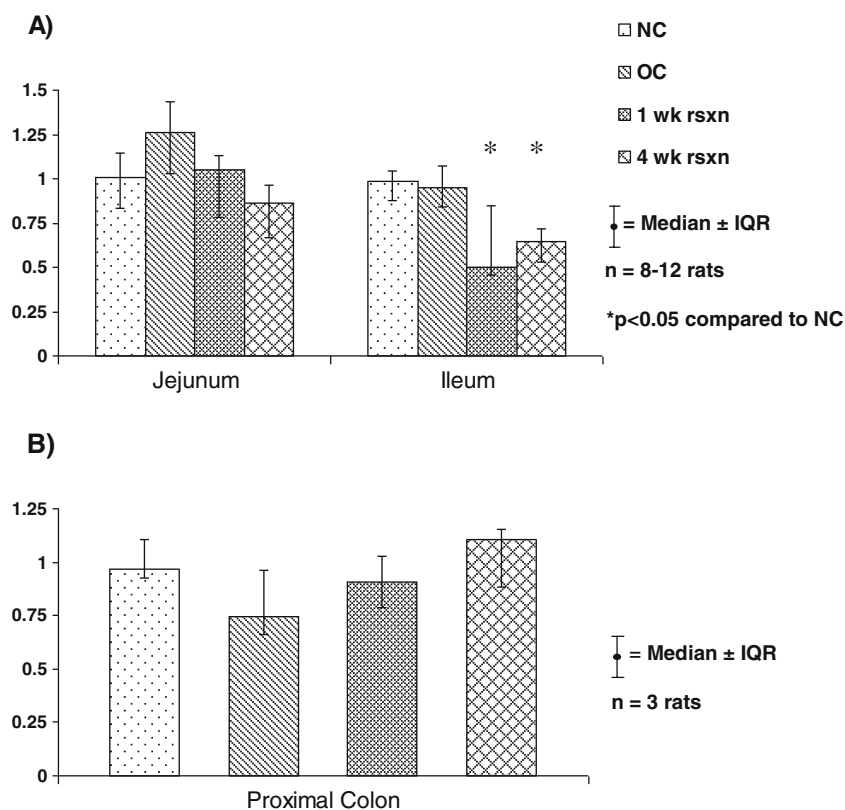 A)
NC
OC
1 wk rsxn
4 wk rsxn
= Median ± IQR
n = 8-12 rats
*p<0.05 compared to NC
1.5
1.25
1
0.75
0.5
0.25
0
* *
Jejunum Ileum
B)
1.25
1
0.75
0.5
0.25
0
Proximal Colon
= Median ± IQR
n = 3 rats